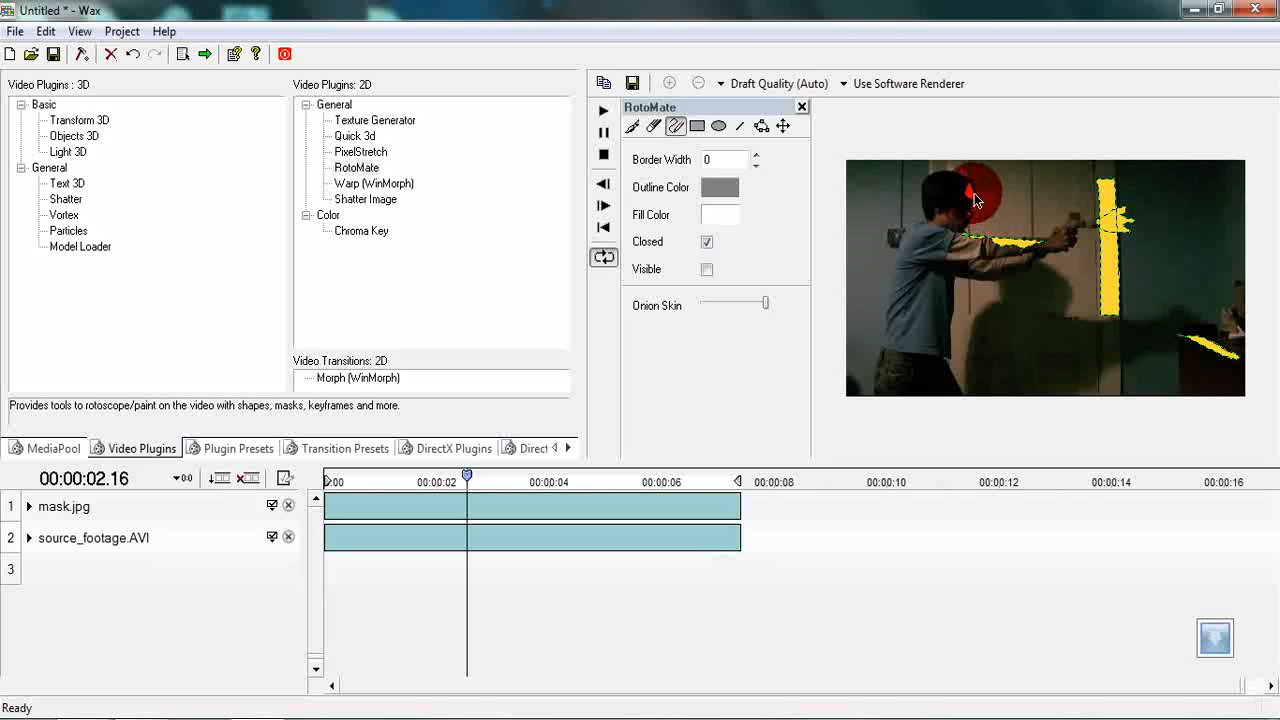 Untitled * - Wax
File Edit View Project Help
Video Plugins : 3D
Basic
Transform 3D
Objects 3D
Light 3D
General
Text 3D
Shatter
Vortex
Particles
Model Loader
Video Plugins: 2D
General
Texture Generator
Quick 3d
PixelStretch
RotoMate
Warp (WinMorph)
Shatter Image
Color
Chroma Key
Video Transitions: 2D
Morph (WinMorph)
Provides tools to rotoscope/paint on the video with shapes, masks, keyframes and more.
MediaPool Video Plugins Plugin Presets Transition Presets DirectX Plugins Direct
Draft Quality (Auto) Use Software Renderer
RotoMate
Border Width 0
Outline Color
Fill Color
Closed
Visible
Onion Skin
00:00:02.16 0:0 :00 00:00:02 00:00:04 00:00:06 00:00:08 00:00:10 00:00:12 00:00:14 00:00:16
1 mask.jpg
2 source_footage.AVI
3
Ready